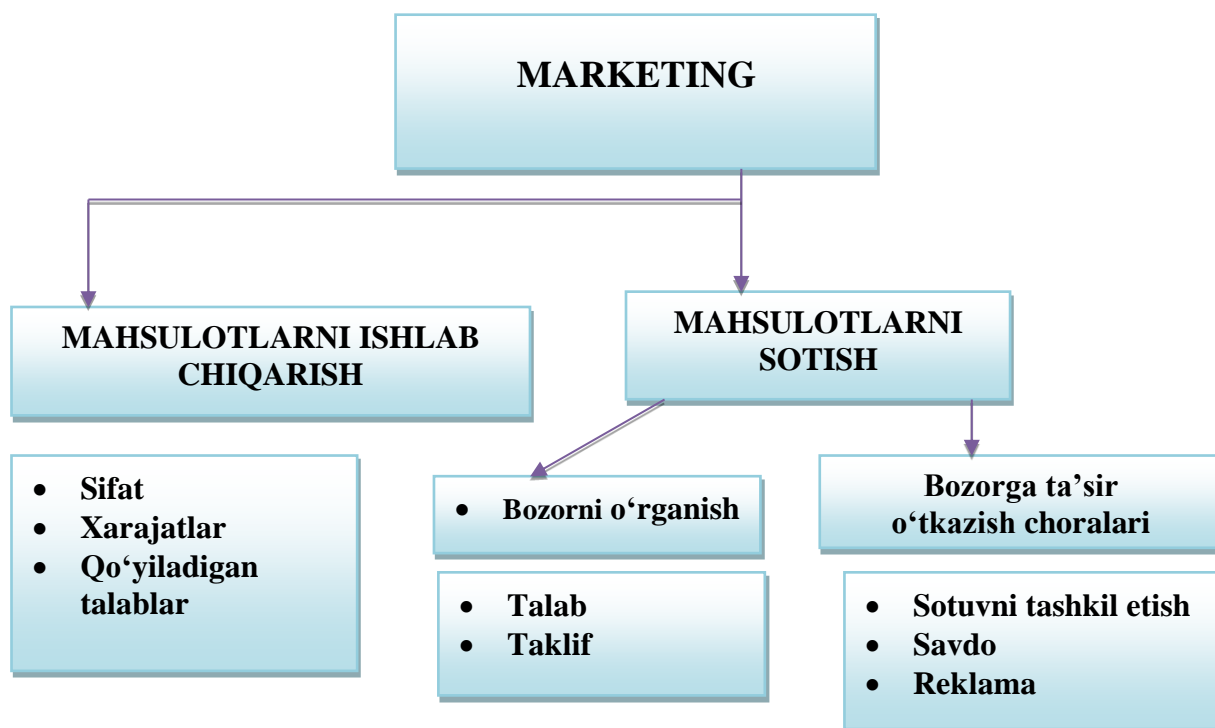 MARKETING
MAHSULOTLARNI ISHLAB
CHIQARISH
MAHSULOTLARNI
SOTISH
• Sifat
• Xarajatlar
• Qo‘yiladigan
talablar
• Bozorni o‘rganish
Bozorga ta’sir
o‘tkazish choralari
• Talab
• Taklif
• Sotuvni tashkil etish
• Savdo
• Reklama